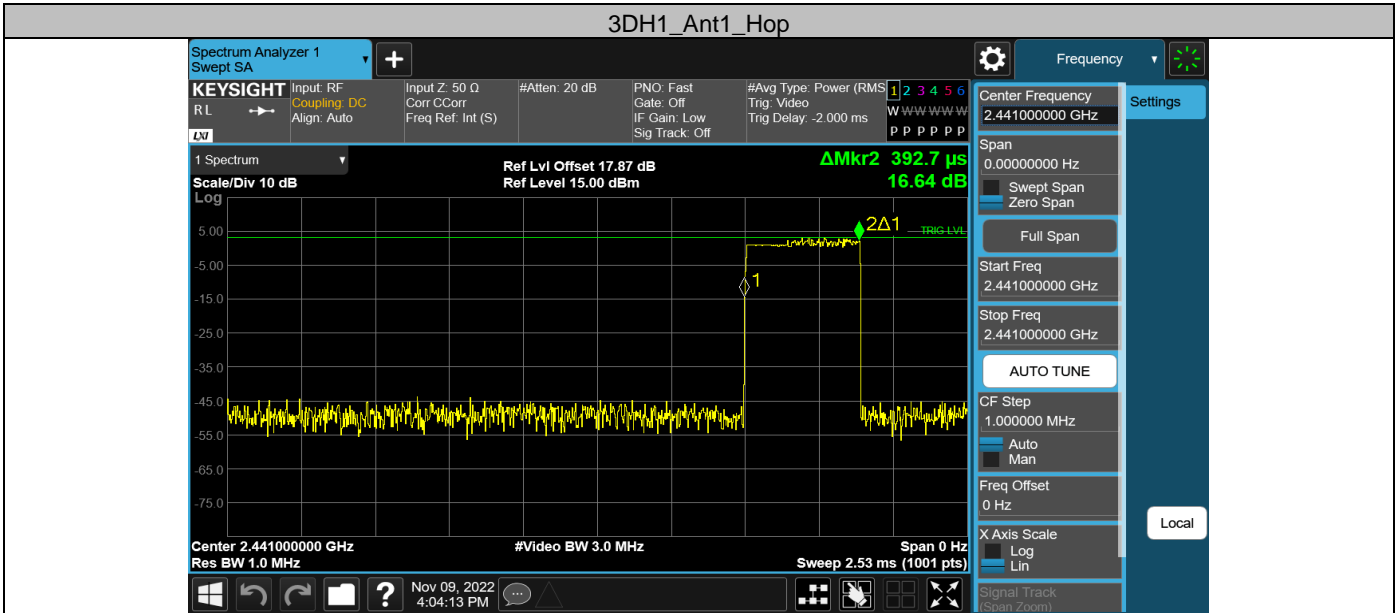 3DH1_Ant1_Hop
Spectrum Analyzer 1
Swept SA
+
Frequency
KEYSIGHT
RL
LXI
Input: RF
Coupling: DC
Align: Auto
Input Z: 50 Ω
Corr CCorr
Freq Ref: Int (S)
#Atten: 20 dB
PNO: Fast
Gate: Off
IF Gain: Low
Sig Track: Off
#Avg Type: Power (RMS
Trig: Video
Trig Delay: -2.000 ms
1 2 3 4 5 6
W W W W W W
P P P P P P
1 Spectrum
Scale/Div 10 dB
Log
Ref Lvl Offset 17.87 dB
Ref Level 15.00 dBm
ΔMkr2 392.7 µs
16.64 dB
5.00
-5.00
-15.0
-25.0
-35.0
-45.0
-55.0
-65.0
-75.0
2Δ1
TRIG LVL
1
Center 2.441000000 GHz
Res BW 1.0 MHz
#Video BW 3.0 MHz
Span 0 Hz
Sweep 2.53 ms (1001 pts)
?
Nov 09, 2022
4:04:13 PM
Center Frequency
2.441000000 GHz
Span
0.00000000 Hz
Swept Span
Zero Span
Full Span
Start Freq
2.441000000 GHz
Stop Freq
2.441000000 GHz
AUTO TUNE
CF Step
1.000000 MHz
Auto
Man
Freq Offset
0 Hz
X Axis Scale
Log
Lin
Signal Track
(Span Zoom)
Settings
Local